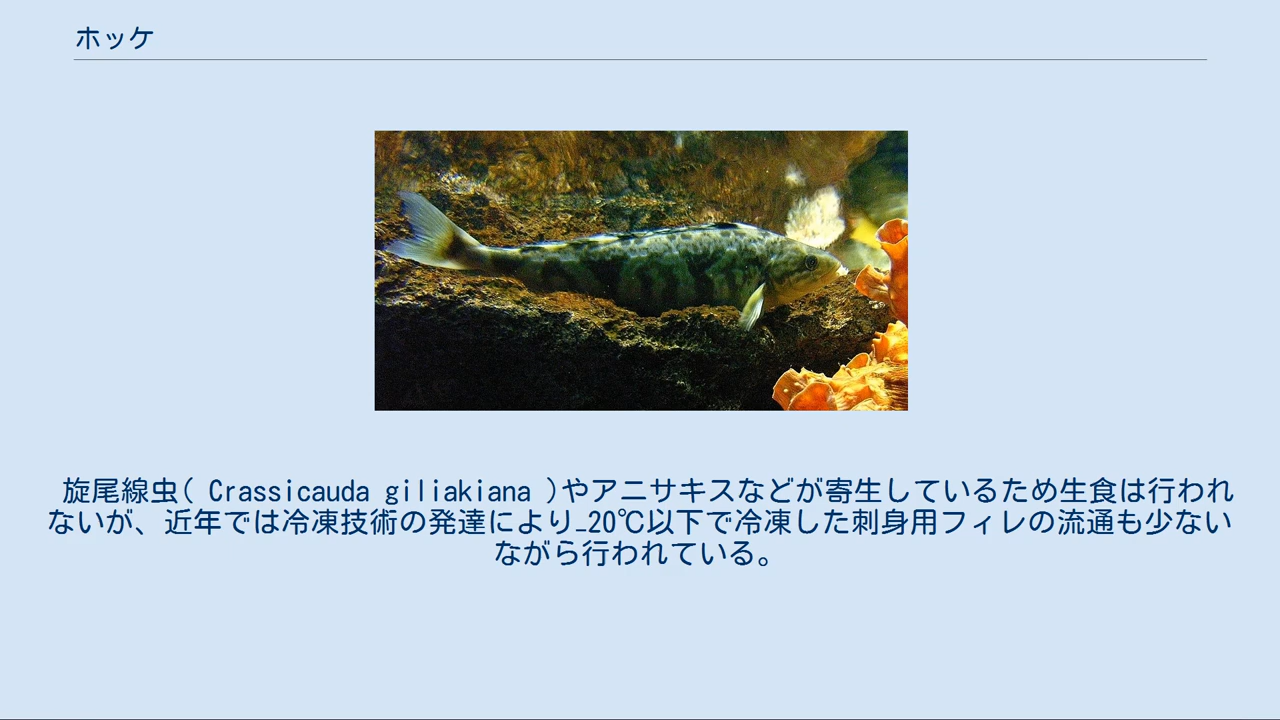 ホッケ
旋尾線虫( Crassicauda giliakiana )やアニサキスなどが寄生しているため生食は行われ
ないが、近年では冷凍技術の発達により−20℃以下で冷凍した刺身用フィレの流通も少ない
ながら行われている。